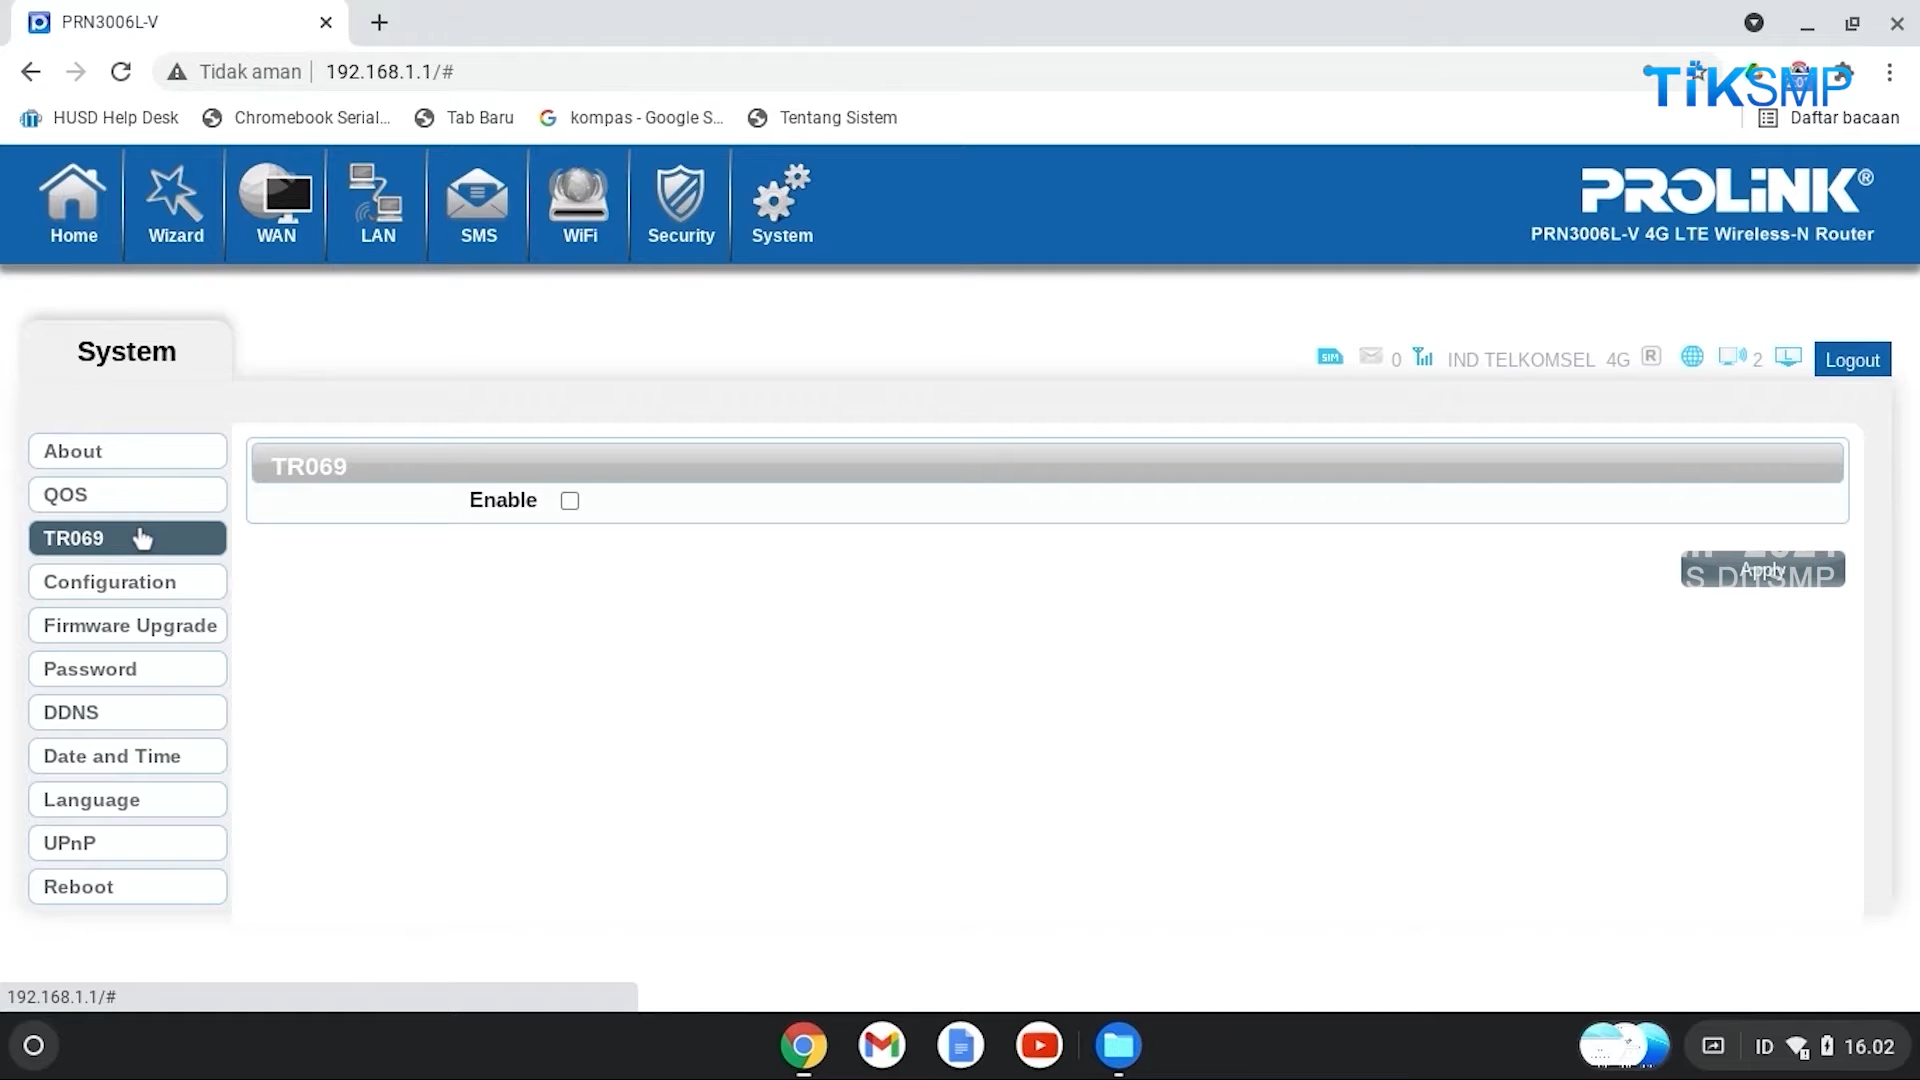 PRN3006L-V
Tidak aman
192.168.1.1/#
TiKSMP
HUSD Help Desk
Chromebook Serial...
Tab Baru
kompas - Google S...
Tentang Sistem
Daftar bacaan
Home
Wizard
WAN
LAN
SMS
WiFi
Security
System
PROLiNK®
PRN3006L-V 4G LTE Wireless-N Router
System
SIM
0
IND TELKOMSEL 4G
R
2
Logout
About
QOS
TR069
Configuration
Firmware Upgrade
Password
DDNS
Date and Time
Language
UPnP
Reboot
TR069
Enable
Apply
S DitSMP
192.168.1.1/#
ID
16.02